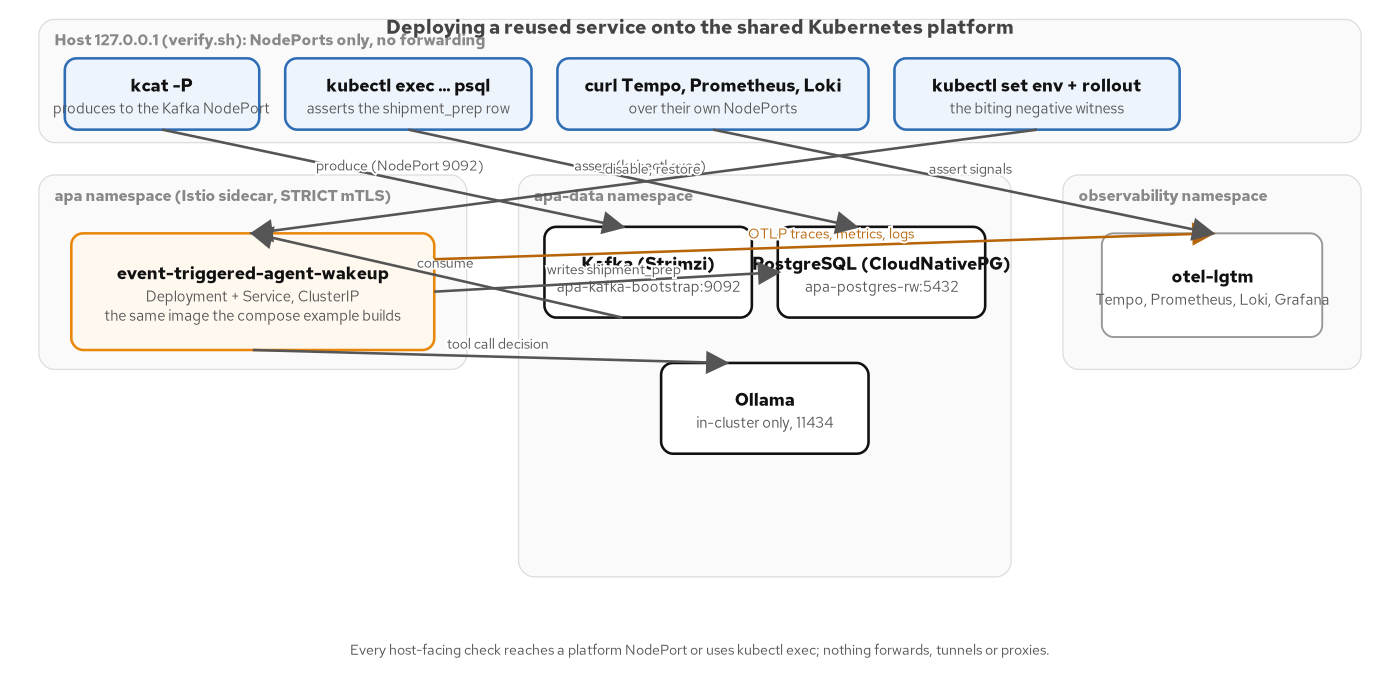 Deploying a reused service onto the shared Kubernetes platform
Host 127.0.0.1 (verify.sh): NodePorts only, no forwarding
kcat -P
produces to the Kafka NodePort
kubectl exec ... psql
asserts the shipment_prep row
curl Tempo, Prometheus, Loki
over their own NodePorts
kubectl set env + rollout
the biting negative witness
produce (NodePort 9092)
assert (kubectl exec)
disable, restore
assert signals
apa namespace (Istio sidecar, STRICT mTLS)
apa-data namespace
observability namespace
event-triggered-agent-wakeup
Deployment + Service, ClusterIP
the same image the compose example builds
consume
OTLP traces, metrics, logs
Kafka (Strimzi)
apa-kafka-bootstrap:9092
writes shipment_prep
PostgreSQL (CloudNativePG)
apa-postgres-rw:5432
otel-lgtm
Tempo, Prometheus, Loki, Grafana
tool call decision
Ollama
in-cluster only, 11434
Every host-facing check reaches a platform NodePort or uses kubectl exec; nothing forwards, tunnels or proxies.